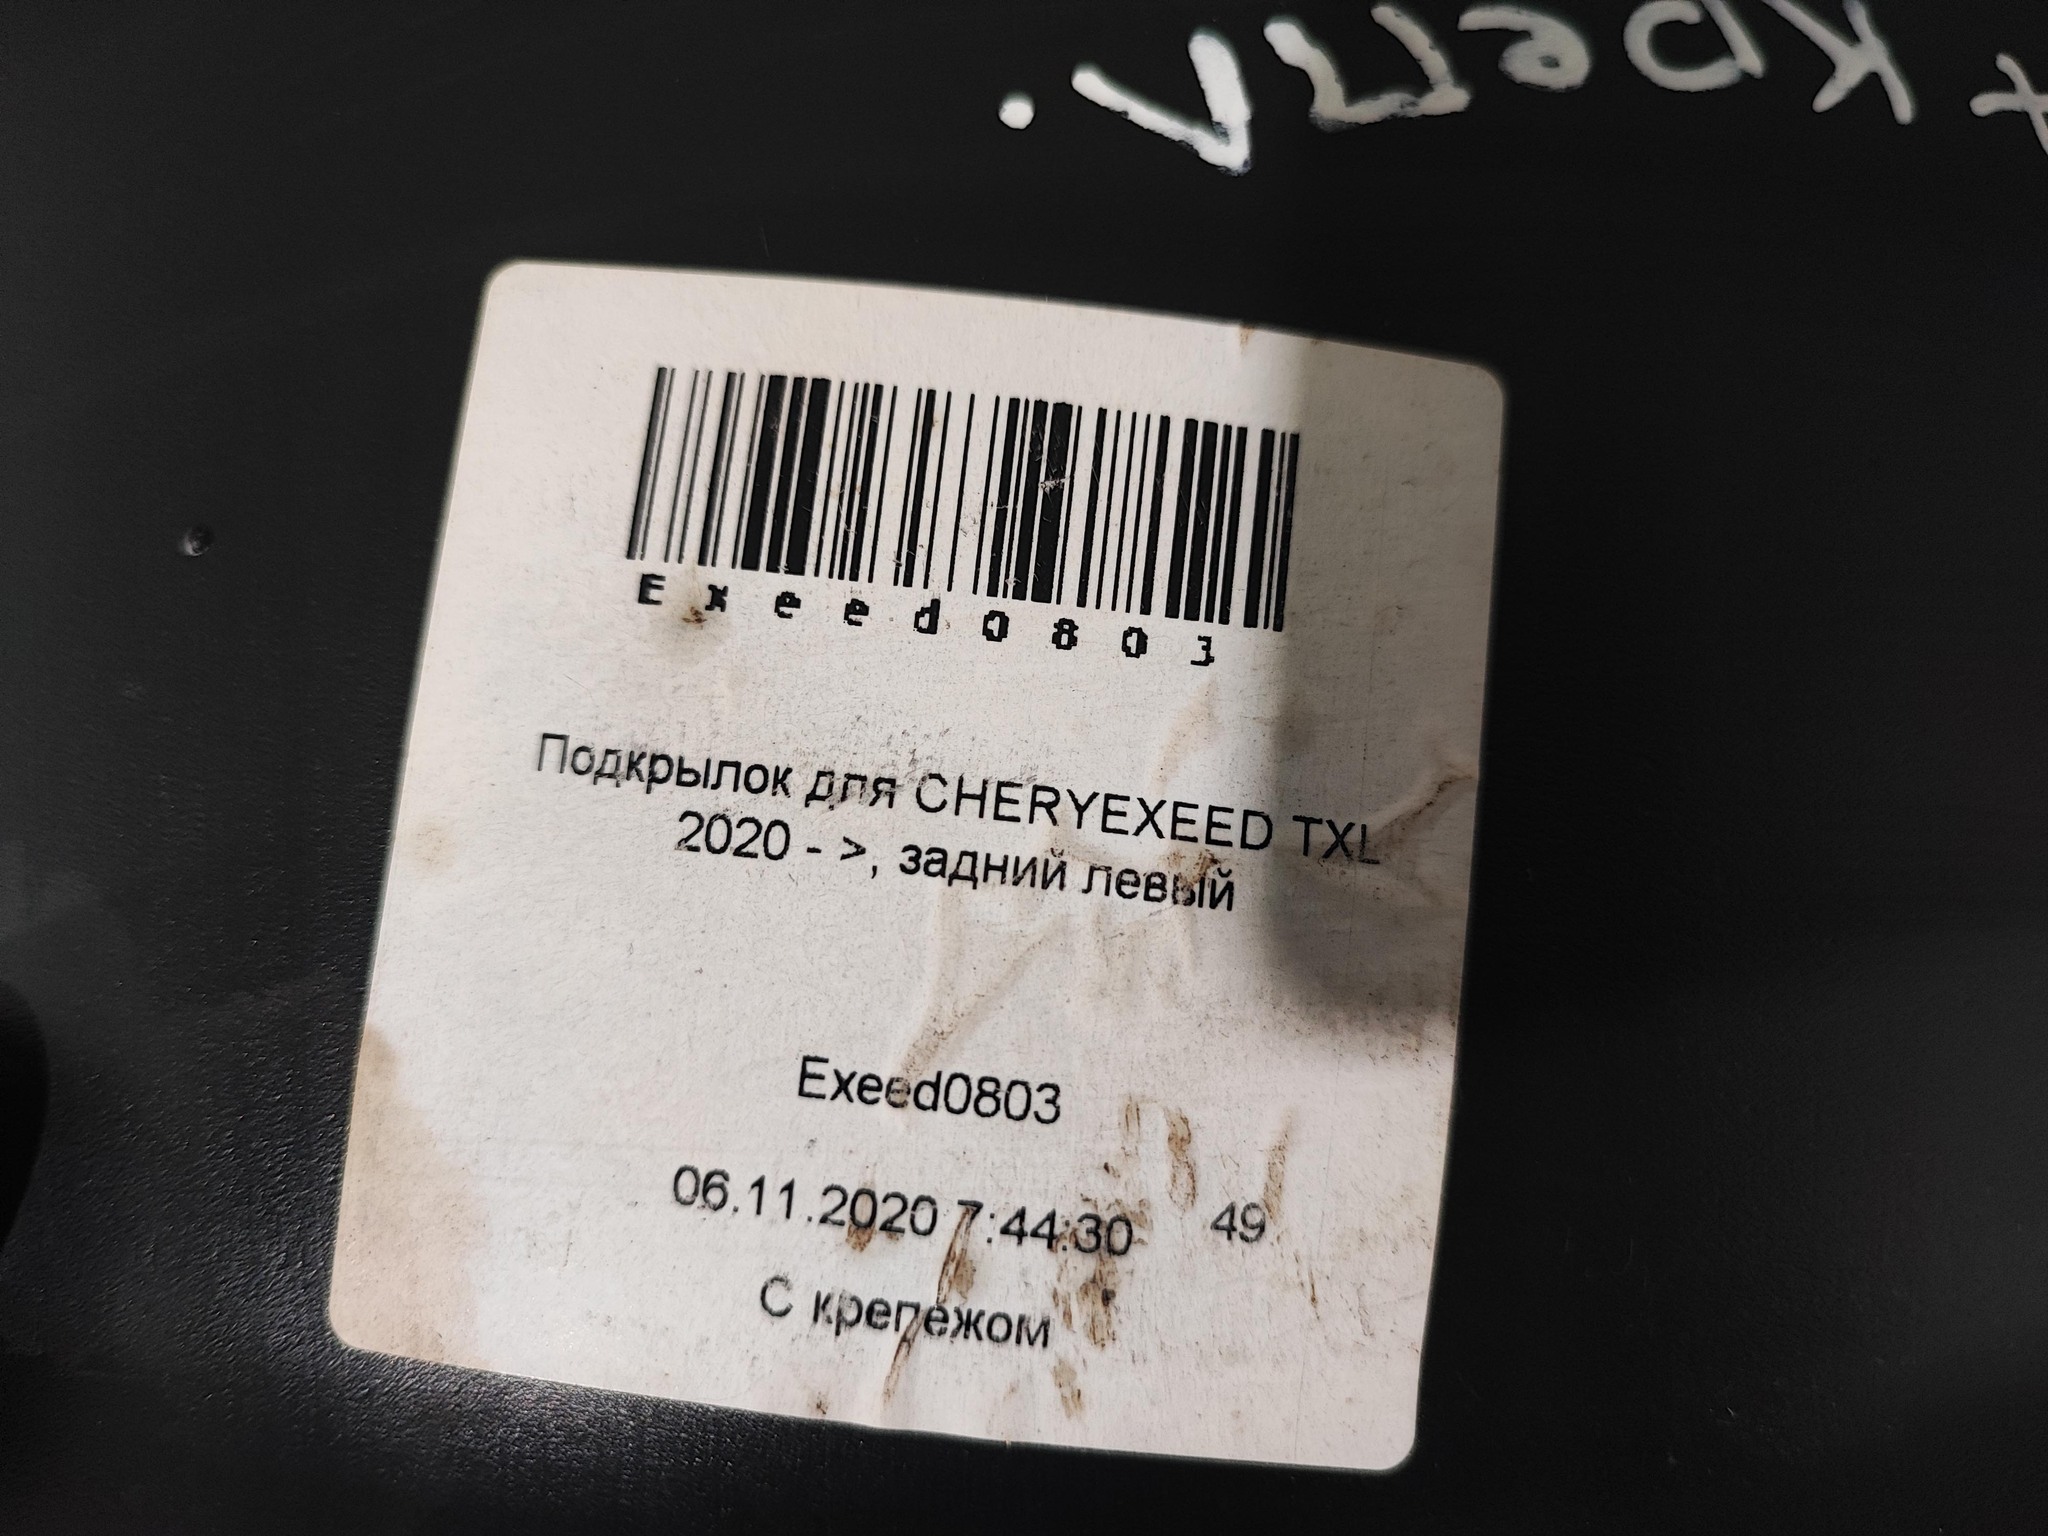 Exeed0803
Подкрылок для CHERYEXEED TXL
2020 - >, задний левый
Exeed0803
06.11.2020 7:44:30 49
С крепежом